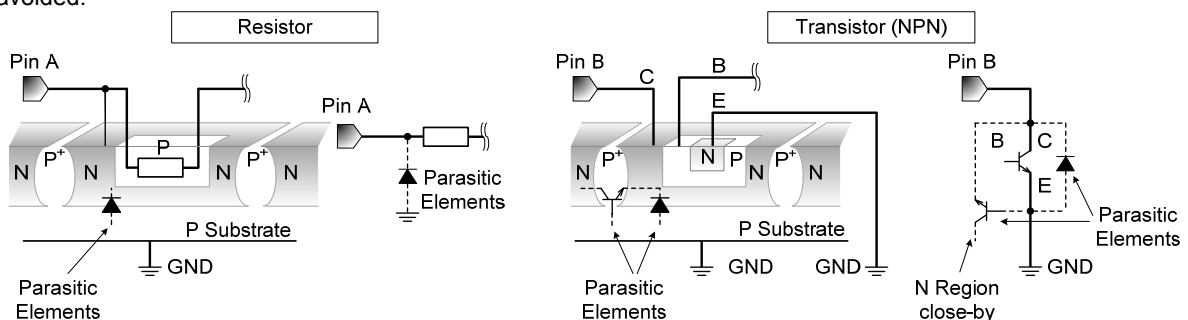 avoided.
Resistor
Transistor (NPN)
Pin A
Pin A
P
N
P+
N
N
P+
N
Parasitic
Elements
P Substrate
GND
Parasitic
Elements
Pin B
C
B
E
N
P+
N
N
P
N
P+
N
P Substrate
GND
GND
Parasitic
Elements
Pin B
B
C
E
Parasitic
Elements
GND
N Region
close-by